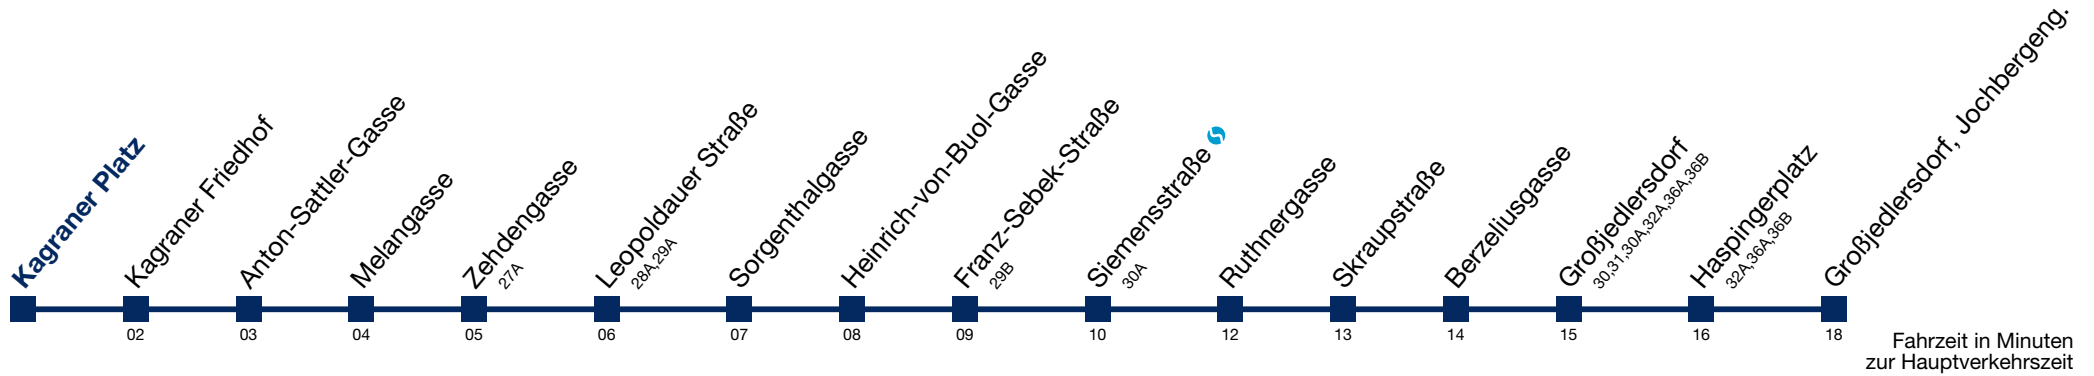 Kagraner Platz
Kagraner Friedhof
Anton-Sattler-Gasse
Melangasse
Zehdengasse
27A
Leopoldauer Straße
28A,29A
Sorgenthalgasse
Heinrich-von-Buol-Gasse
Franz-Sebek-Straße
29B
Siemensstraße
30A
Ruthnergasse
Skraupstraße
Berzeliusgasse
Großjedlersdorf
30,31,30A,32A,36A,36B
Haspingerplatz
32A,36A,36B
Großjedlersdorf, Jochbergeng.
02 03 04 05 06 07 08 09 10 12 13 14 15 16 18
Fahrzeit in Minuten
zur Hauptverkehrszeit